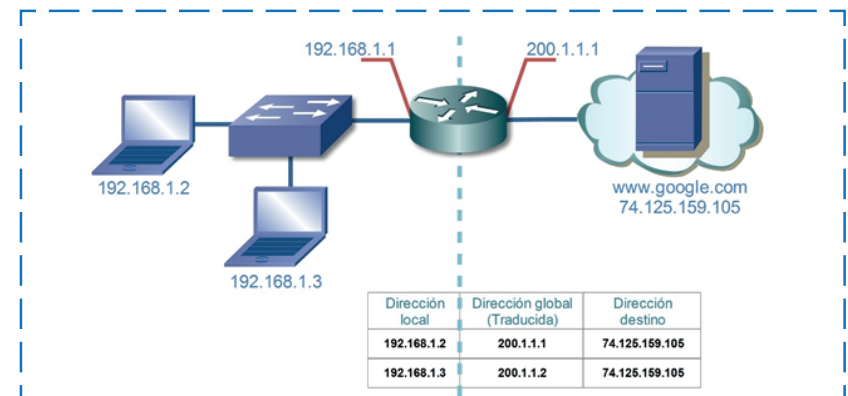 192.168.1.1
200.1.1.1
192.168.1.2
www.google.com
74.125.159.105
192.168.1.3
Dirección local
Dirección global (Traducida)
Dirección destino
192.168.1.2 200.1.1.1 74.125.159.105
192.168.1.3 200.1.1.2 74.125.159.105